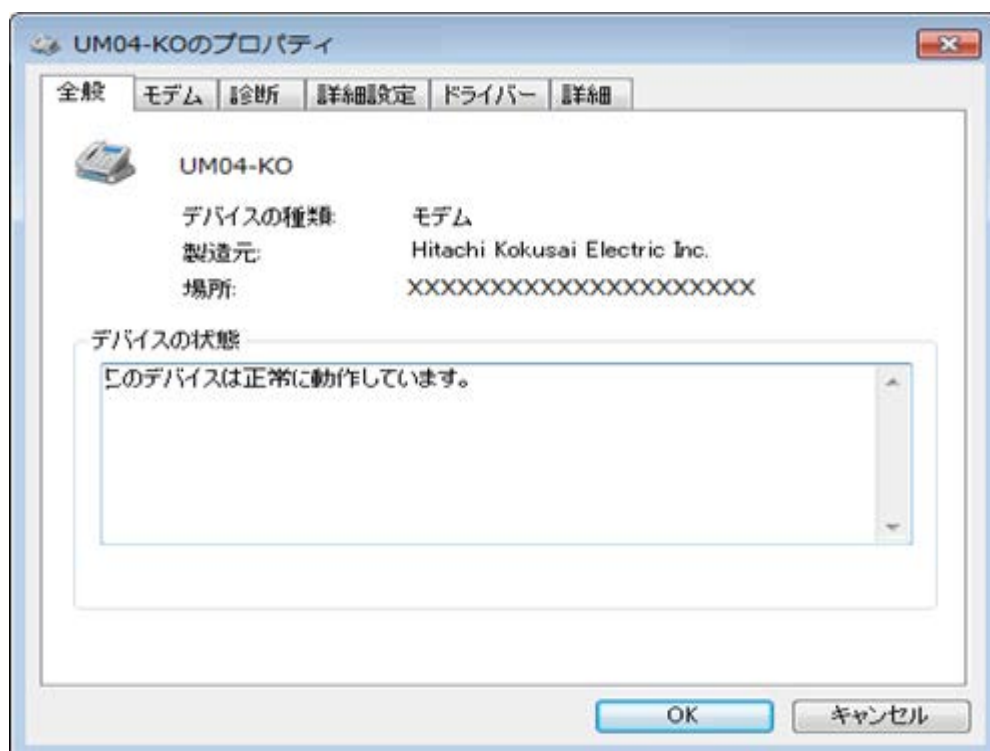 UM04-KOのプロパティ
全般 モデム 診断 詳細設定 ドライバー 詳細
UM04-KO
デバイスの種類: モデム
製造元: Hitachi Kokusai Electric Inc.
場所: XXXXXXXXXXXXXXXXXXXXX
デバイスの状態
このデバイスは正常に動作しています。
OK キャンセル